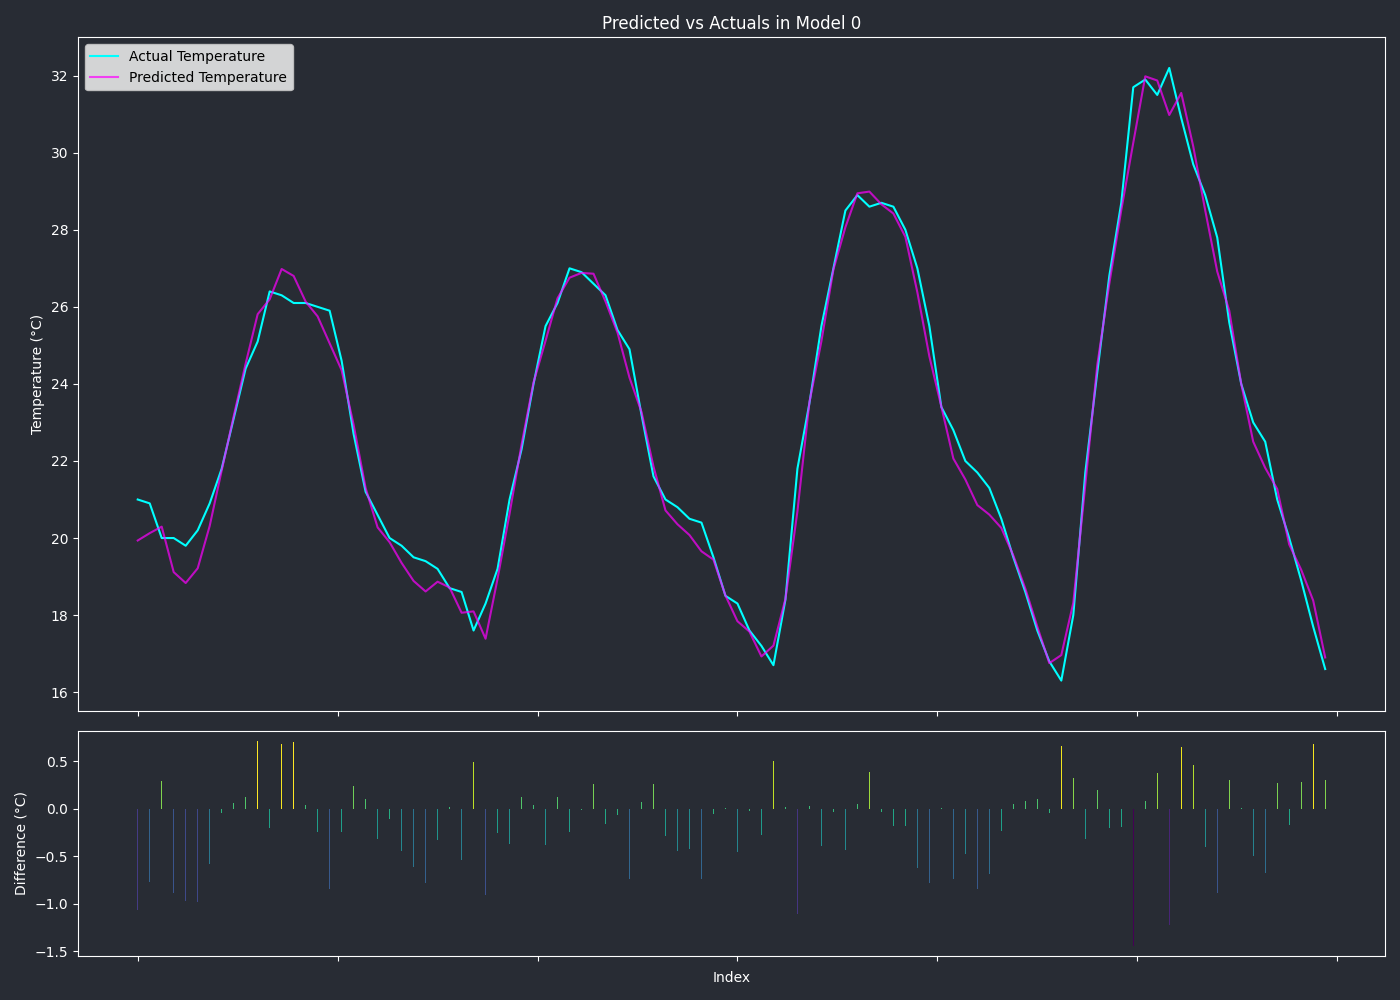 Predicted vs Actuals in Model 0
Actual Temperature
Predicted Temperature
32
30
28
26
24
22
20
18
16
Temperature (°C)
0.5
0.0
−0.5
−1.0
−1.5
Difference (°C)
Index